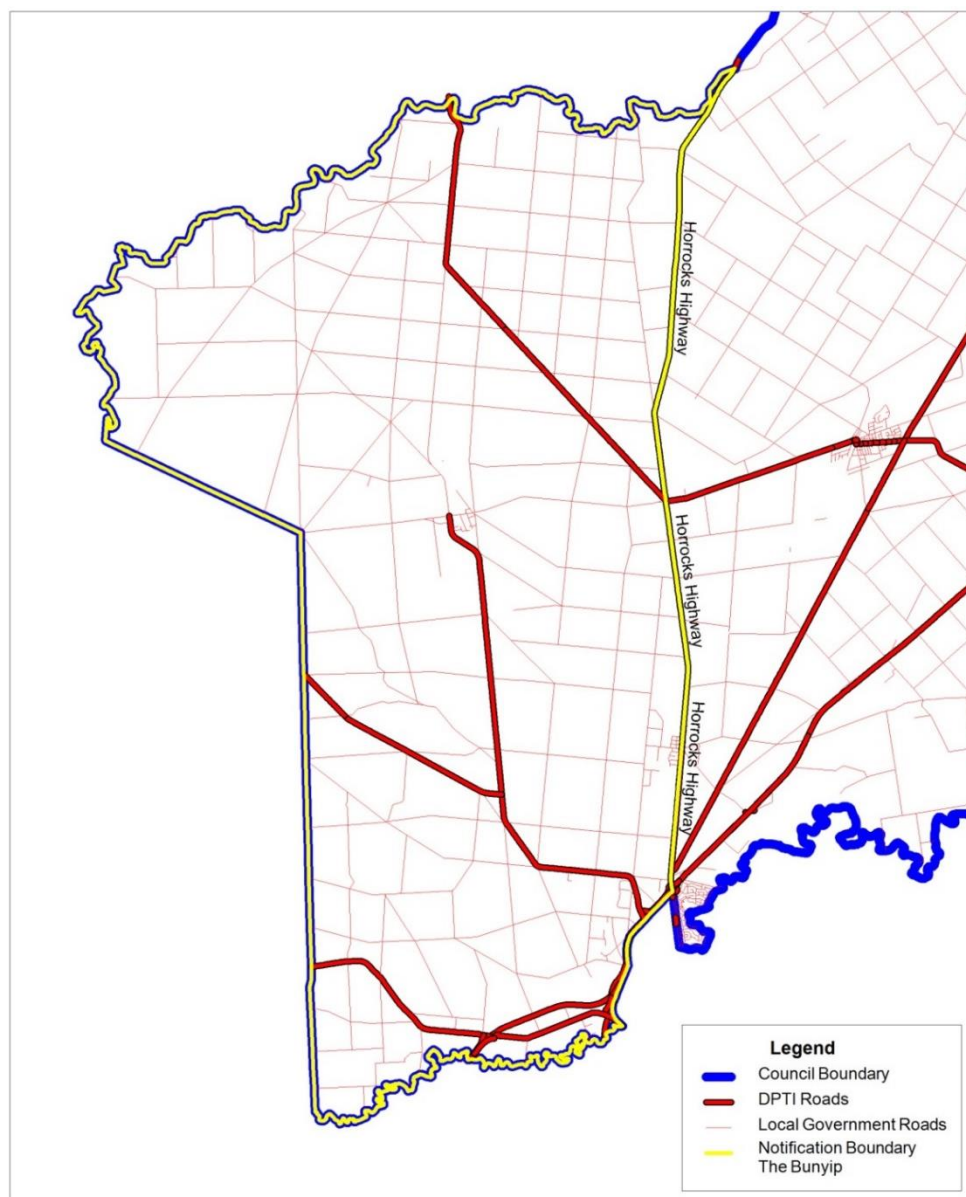 Horrocks Highway
Horrocks Highway
Horrocks Highway
Legend
Council Boundary
DPTI Roads
Local Government Roads
Notification Boundary
The Bunyip